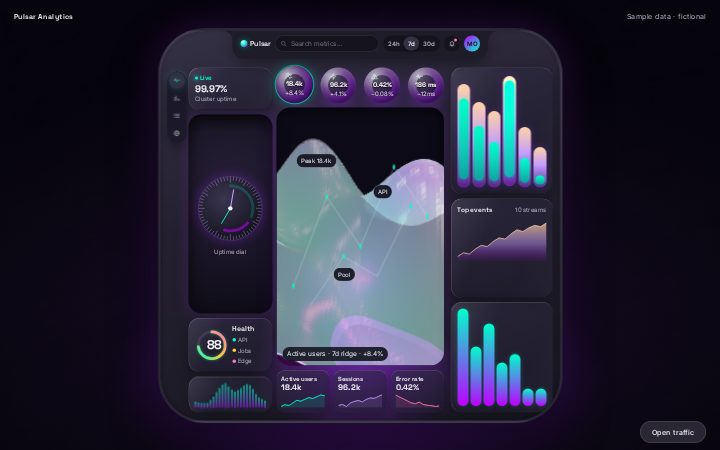 Pulsar Analytics
Sample data · fictional
Pulsar
Search metrics...
24h
7d
30d
MO
Live
99.97%
Cluster uptime
18.4k
+8.4%
96.2k
+4.1%
0.42%
−0.08%
186 ms
−12ms
Peak 18.4k
API
Pool
Active users · 7d ridge · +8.4%
Uptime dial
88
Health
API
Jobs
Edge
Active users
18.4k
Sessions
96.2k
Error rate
0.42%
Top events
10 streams
Open traffic